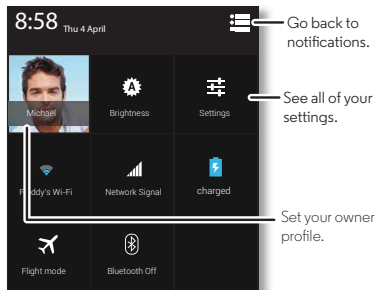 8:58 Thu 4 April
Go back to
notifications.
Michael
Brightness
Settings
See all of your
settings.
Freddy's Wi-Fi
Network Signal
charged
Set your owner
profile.
Flight mode
Bluetooth Off